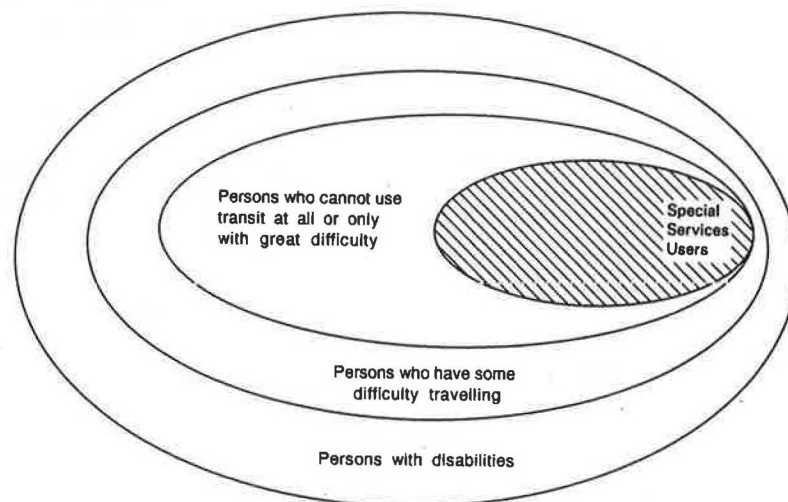 Persons who cannot use
transit at all or only
with great difficulty
Special
Services
Users
Persons who have some
difficulty travelling
Persons with disabilities